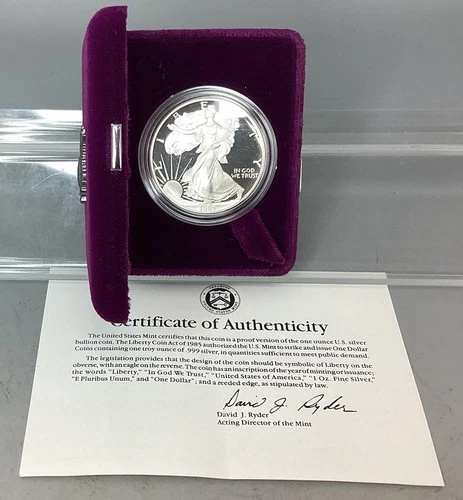 LIBERTY
IN GOD
WE TRUST
Certificate of Authenticity
The United States Mint certifies that this coin is a proof version of the one ounce U.S. silver
bullion coin. The Liberty Coin Act of 1985 authorized the U.S. Mint to strike and issue One Dollar
Coins containing one troy ounce of .999 silver, in quantities sufficient to meet public demand.
The legislation provides that the design of the coin should be symbolic of Liberty on the
obverse, with an eagle on the reverse. The coin has an inscription of the year of minting or issuance;
the words "Liberty," "In God We Trust," "United States of America," "1 Oz. Fine Silver,"
"E Pluribus Unum," and "One Dollar"; and a reeded edge, as stipulated by law.
David J. Ryder
David J. Ryder
Acting Director of the Mint